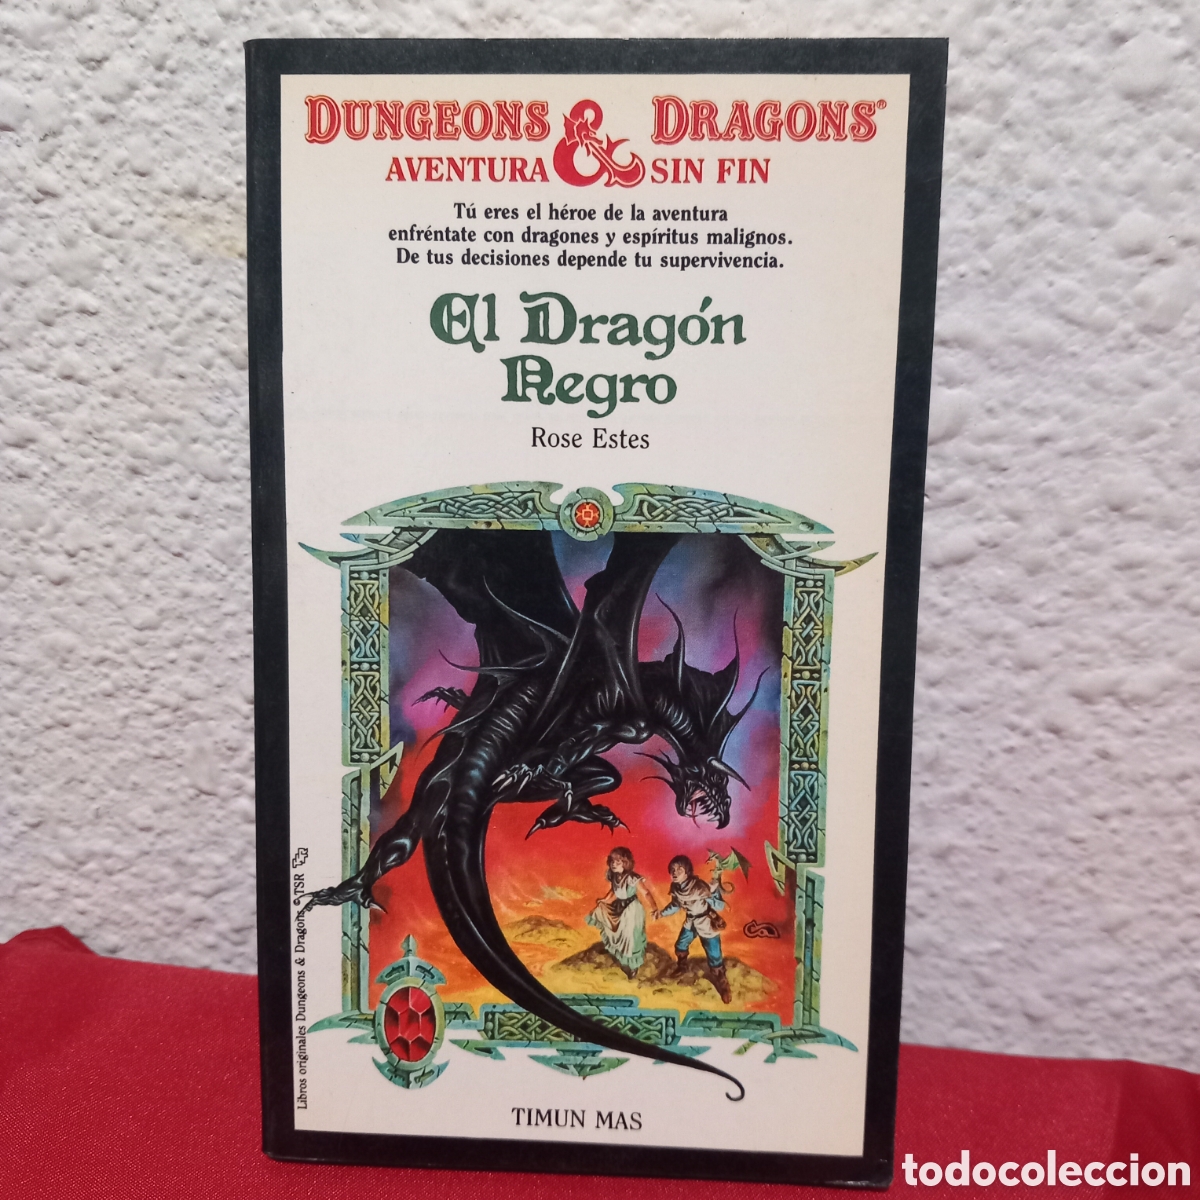 DUNGEONS & DRAGONS®
AVENTURA SIN FIN
Tú eres el héroe de la aventura
enfréntate con dragones y espíritus malignos.
De tus decisiones depende tu supervivencia.
El Dragón
Negro
Rose Estes
Libros originales Dungeons & Dragons © TSR
TIMUN MAS
todocoleccion